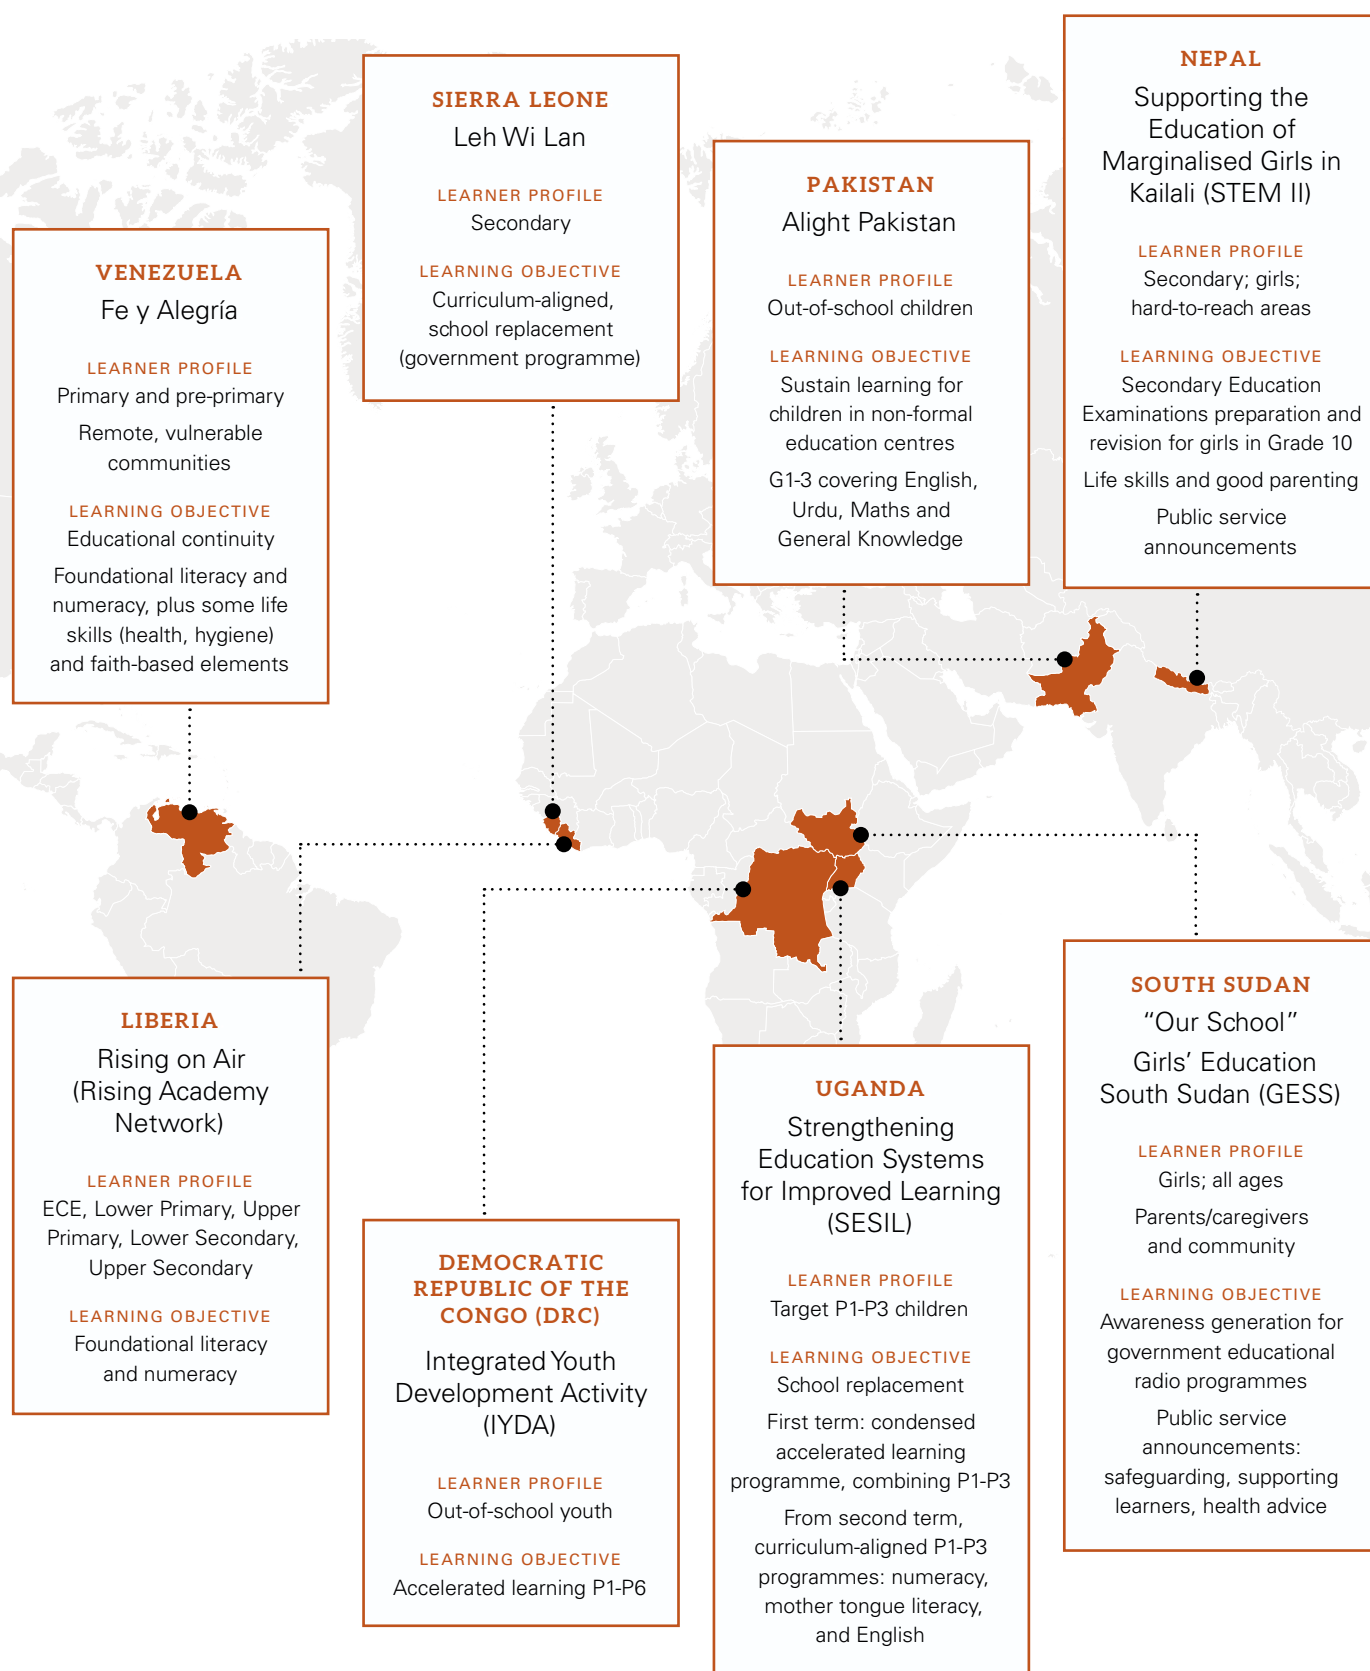 VENEZUELA
Fe y Alegría
LEARNER PROFILE
Primary and pre-primary
Remote, vulnerable
communities
LEARNING OBJECTIVE
Educational continuity
Foundational literacy and
numeracy, plus some life
skills (health, hygiene)
and faith-based elements
SIERRA LEONE
Leh Wi Lan
LEARNER PROFILE
Secondary
LEARNING OBJECTIVE
Curriculum-aligned,
school replacement
(government programme)
PAKISTAN
Alight Pakistan
LEARNER PROFILE
Out-of-school children
LEARNING OBJECTIVE
Sustain learning for
children in non-formal
education centres
G1-3 covering English,
Urdu, Maths and
General Knowledge
NEPAL
Supporting the
Education of
Marginalised Girls in
Kailali (STEM II)
LEARNER PROFILE
Secondary; girls;
hard-to-reach areas
LEARNING OBJECTIVE
Secondary Education
Examinations preparation and
revision for girls in Grade 10
Life skills and good parenting
Public service
announcements
LIBERIA
Rising on Air
(Rising Academy
Network)
LEARNER PROFILE
ECE, Lower Primary, Upper
Primary, Lower Secondary,
Upper Secondary
LEARNING OBJECTIVE
Foundational literacy
and numeracy
DEMOCRATIC
REPUBLIC OF THE
CONGO (DRC)
Integrated Youth
Development Activity
(IYDA)
LEARNER PROFILE
Out-of-school youth
LEARNING OBJECTIVE
Accelerated learning P1-P6
UGANDA
Strengthening
Education Systems
for Improved Learning
(SESIL)
LEARNER PROFILE
Target P1-P3 children
LEARNING OBJECTIVE
School replacement
First term: condensed
accelerated learning
programme, combining P1-P3
From second term,
curriculum-aligned P1-P3
programmes: numeracy,
mother tongue literacy,
and English
SOUTH SUDAN
“Our School”
Girls’ Education
South Sudan (GESS)
LEARNER PROFILE
Girls; all ages
Parents/caregivers
and community
LEARNING OBJECTIVE
Awareness generation for
government educational
radio programmes
Public service
announcements:
safeguarding, supporting
learners, health advice